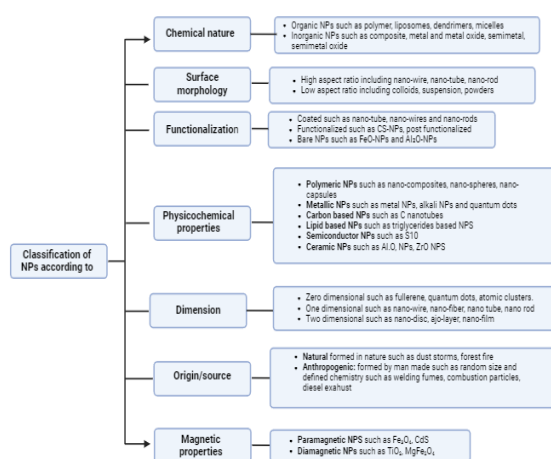 Chemical nature
• Organic NPs such as polymer, liposomes, dendrimers, micelles
• Inorganic NPs such as composite, metal and metal oxide, semimetal,
semimetal oxide
Surface
morphology
• High aspect ratio including nano-wire, nano-tube, nano-rod
• Low aspect ratio including colloids, suspension, powders
Functionalization
• Coated such as nano-tube, nano-wires and nano-rods
• Functionalized such as CS-NPs, post functionalized
• Bare NPs such as FeO-NPs and Al₂O-NPs
Classification of
NPs according to
Physicochemical
properties
• Polymeric NPs such as nano-composites, nano-spheres, nano-
capsules
• Metallic NPs such as metal NPs, alkali NPs and quantum dots
• Carbon based NPs such as C nanotubes
• Lipid based NPs such as triglycerides based NPS
• Semiconductor NPs such as S10
• Ceramic NPs such as Al.O, NPs, ZrO NPS
Dimension
• Zero dimensional such as fullerene, quantum dots, atomic clusters.
• One dimensional such as nano-wire, nano-fiber, nano tube, nano rod
• Two dimensional such as nano-disc, ajo-layer, nano-film
Origin/source
• Natural formed in nature such as dust storms, forest fire
• Anthropogenic: formed by man made such as random size and
defined chemistry such as welding fumes, combustion particles,
diesel exahust
Magnetic
properties
• Paramagnetic NPS such as Fe₃O₄, CdS
• Diamagnetic NPs such as TiO₂, MgFe₂O₄